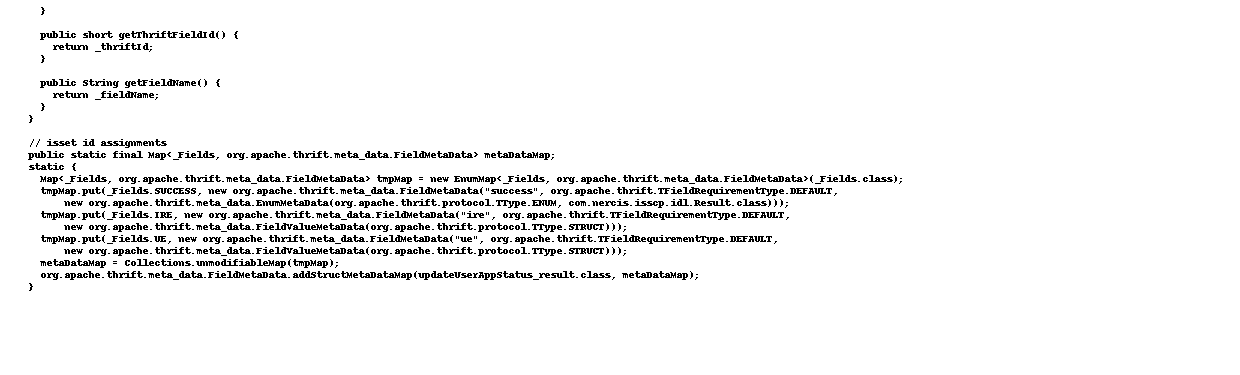 }
public short getThriftFieldId() {
return _thriftId;
}
public String getFieldName() {
return _fieldName;
}
}
// isset id assignments
public static final Map<_Fields, org.apache.thrift.meta_data.FieldMetaData> metaDataMap;
static {
Map<_Fields, org.apache.thrift.meta_data.FieldMetaData> tmpMap = new EnumMap<_Fields, org.apache.thrift.meta_data.FieldMetaData>(_Fields.class);
tmpMap.put(_Fields.SUCCESS, new org.apache.thrift.meta_data.FieldMetaData("success", org.apache.thrift.TFieldRequirementType.DEFAULT,
new org.apache.thrift.meta_data.EnumMetaData(org.apache.thrift.protocol.TType.ENUM, com.nercis.isscp.idl.Result.class)));
tmpMap.put(_Fields.IRE, new org.apache.thrift.meta_data.FieldMetaData("ire", org.apache.thrift.TFieldRequirementType.DEFAULT,
new org.apache.thrift.meta_data.FieldValueMetaData(org.apache.thrift.protocol.TType.STRUCT)));
tmpMap.put(_Fields.UE, new org.apache.thrift.meta_data.FieldMetaData("ue", org.apache.thrift.TFieldRequirementType.DEFAULT,
new org.apache.thrift.meta_data.FieldValueMetaData(org.apache.thrift.protocol.TType.STRUCT)));
metaDataMap = Collections.unmodifiableMap(tmpMap);
org.apache.thrift.meta_data.FieldMetaData.addStructMetaDataMap(updateUserAppStatus_result.class, metaDataMap);
}